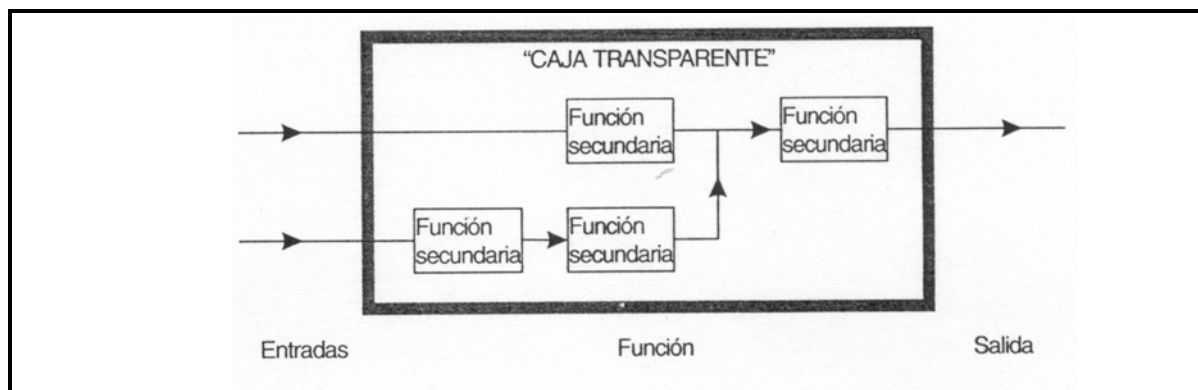 “CAJA TRANSPARENTE”
Función
secundaria
Función
secundaria
Función
secundaria
Función
secundaria
Entradas
Función
Salida